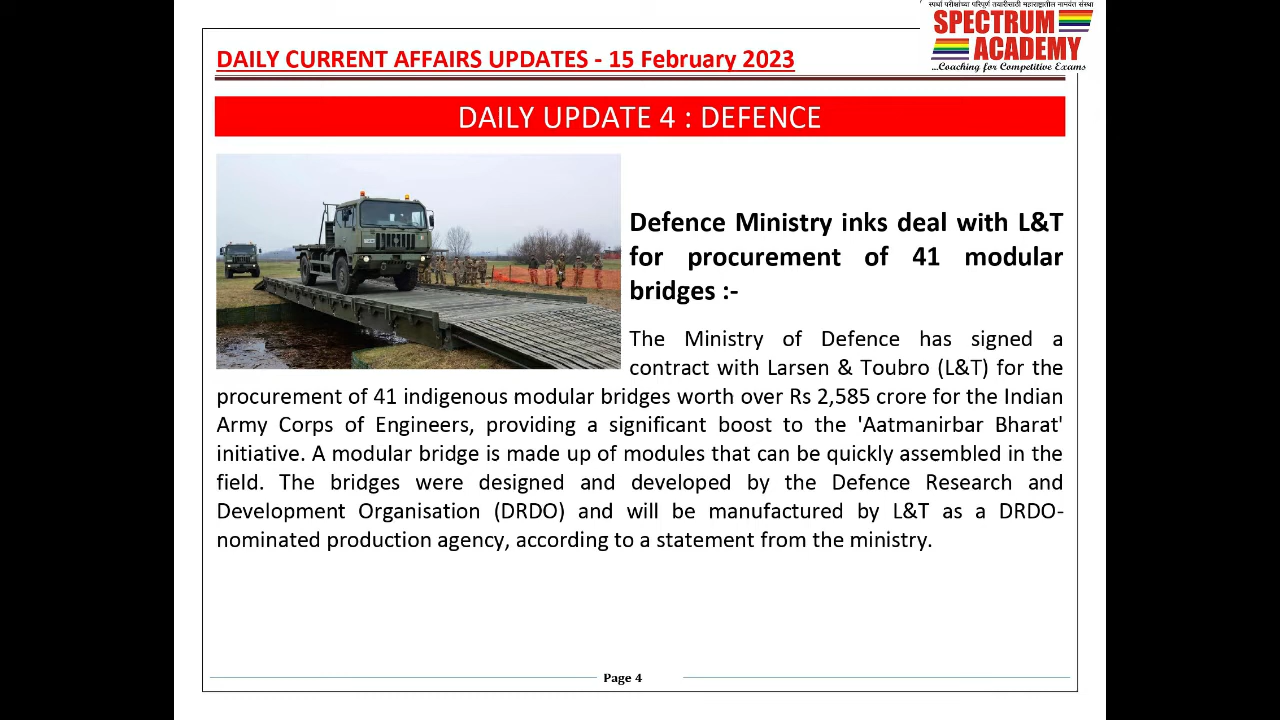 स्पर्धा परीक्षांच्या परिपूर्ण तयारीसाठी महाराष्ट्रातील नामवंत संस्था
SPECTRUM
ACADEMY
...Coaching for Competitive Exams
DAILY CURRENT AFFAIRS UPDATES - 15 February 2023
DAILY UPDATE 4 : DEFENCE
Defence Ministry inks deal with L&T
for procurement of 41 modular
bridges :-
The Ministry of Defence has signed a
contract with Larsen & Toubro (L&T) for the
procurement of 41 indigenous modular bridges worth over Rs 2,585 crore for the Indian
Army Corps of Engineers, providing a significant boost to the 'Aatmanirbar Bharat'
initiative. A modular bridge is made up of modules that can be quickly assembled in the
field. The bridges were designed and developed by the Defence Research and
Development Organisation (DRDO) and will be manufactured by L&T as a DRDO-
nominated production agency, according to a statement from the ministry.
Page 4